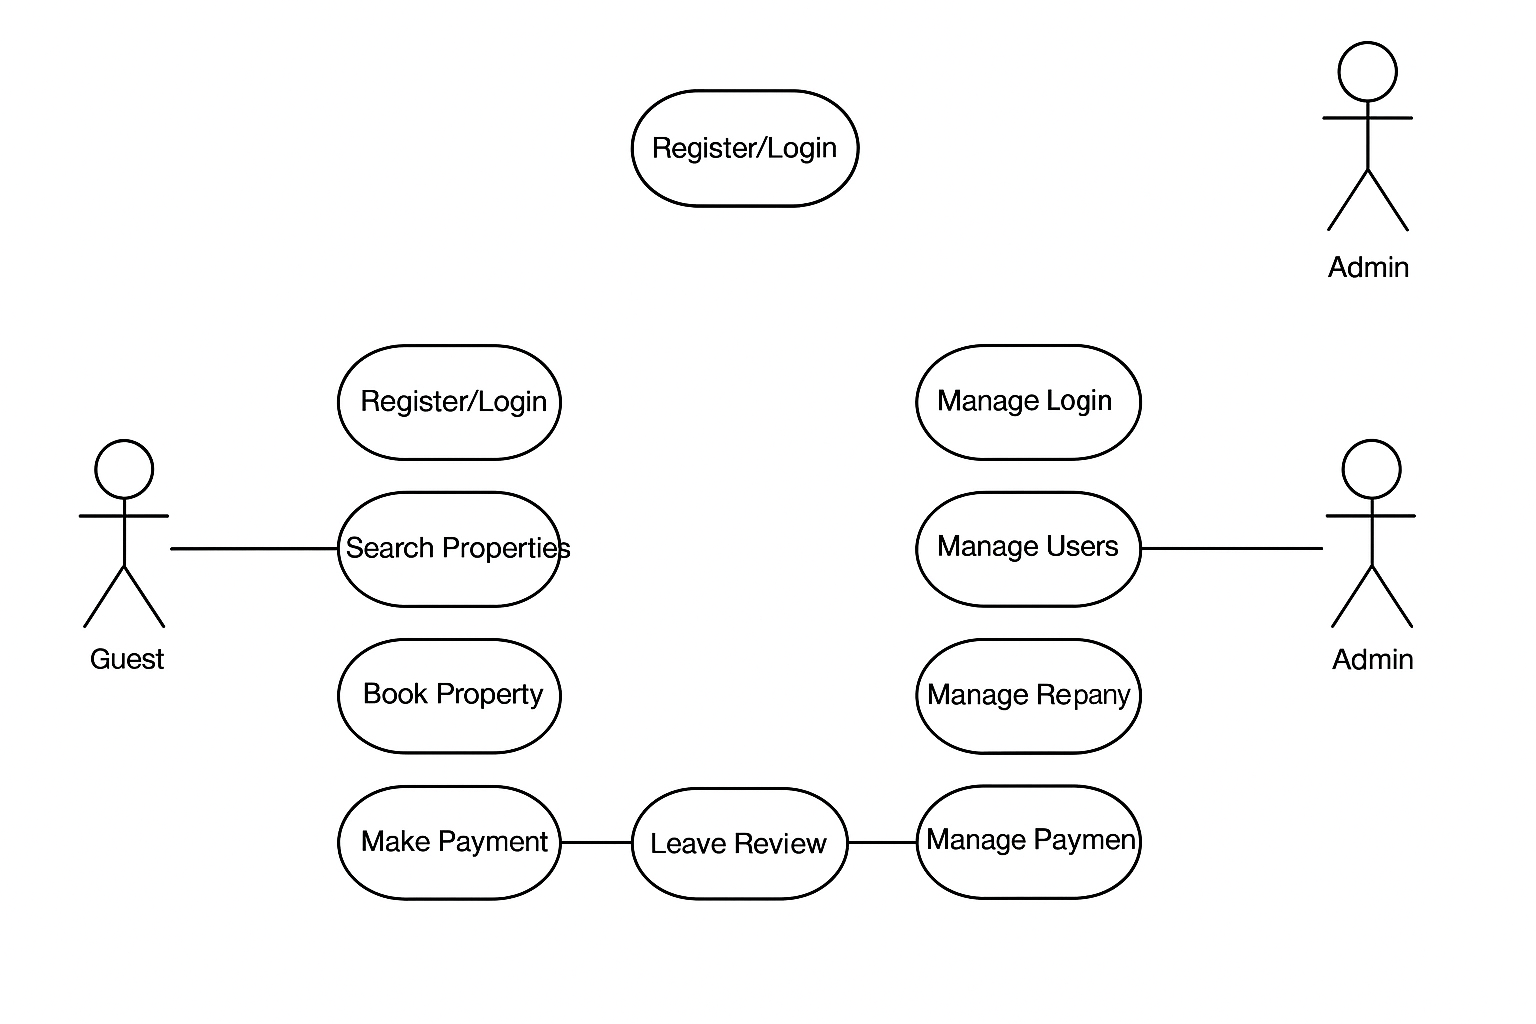 Register/Login
Admin
Register/Login
Manage Login
Search Properties
Manage Users
Guest
Admin
Book Property
Manage Repany
Make Payment
Leave Review
Manage Paymen